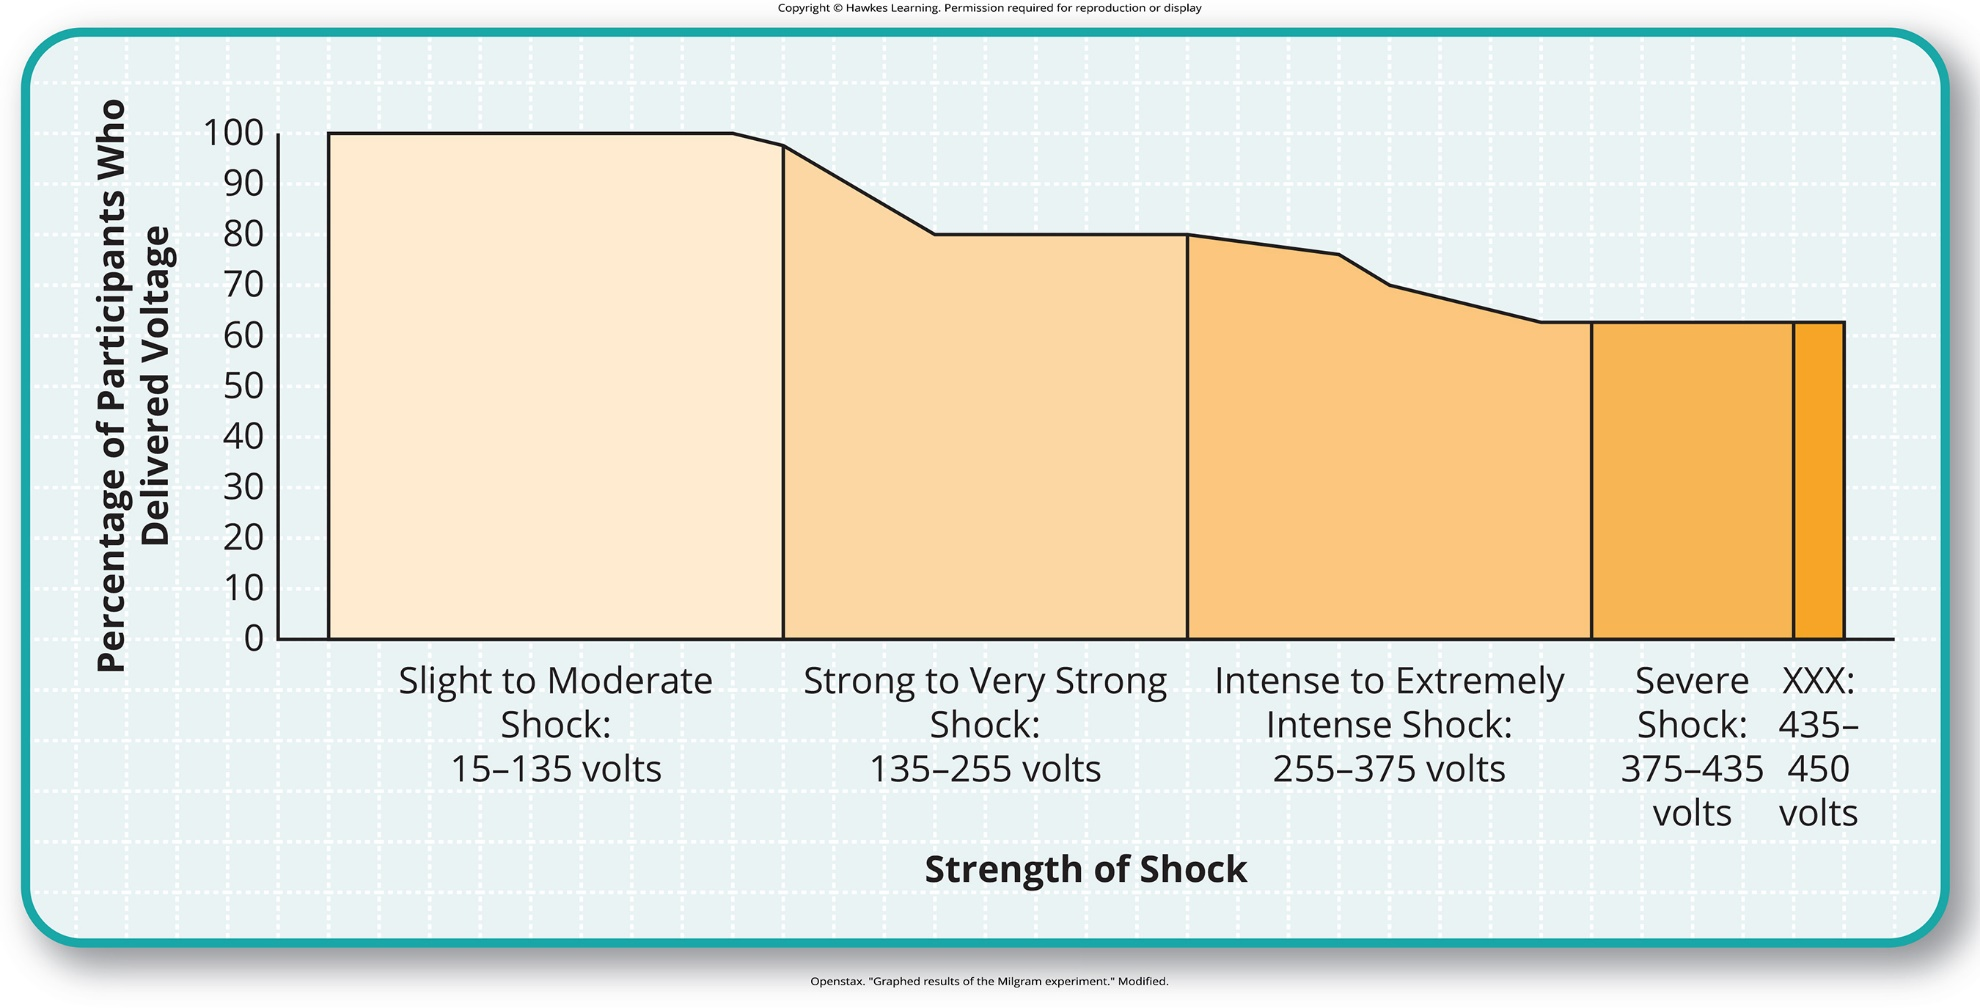 Copyright © Hawkes Learning. Permission required for reproduction or display
Percentage of Participants Who
Delivered Voltage
100
90
80
70
60
50
40
30
20
10
0
Slight to Moderate
Shock:
15–135 volts
Strong to Very Strong
Shock:
135–255 volts
Intense to Extremely
Intense Shock:
255–375 volts
Severe
Shock:
375–435
volts
XXX:
435–
450
volts
Strength of Shock
Openstax. "Graphed results of the Milgram experiment." Modified.